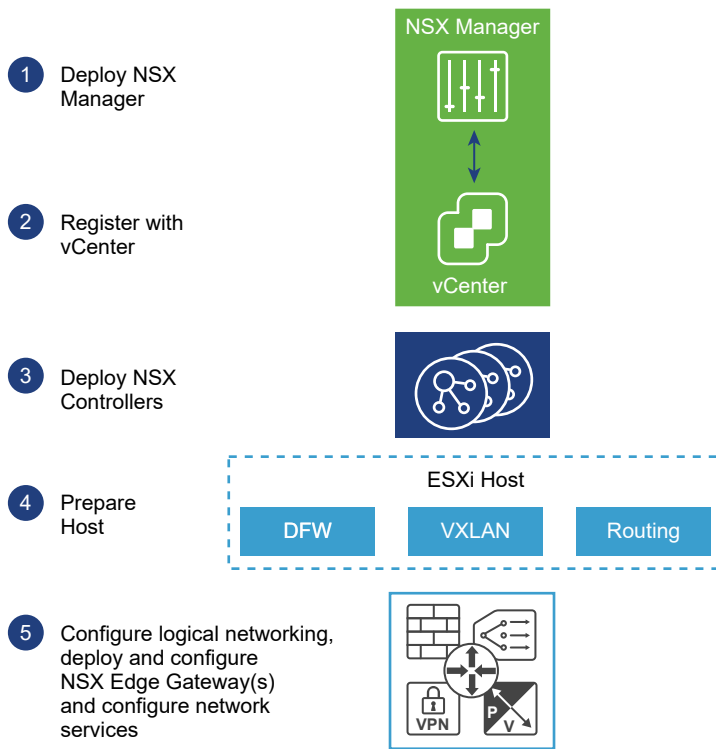 NSX Manager
1
Deploy NSX
Manager
2
Register with
vCenter
vCenter
3
Deploy NSX
Controllers
ESXi Host
4
Prepare
Host
DFW
VXLAN
Routing
5
Configure logical networking,
deploy and configure
NSX Edge Gateway(s)
and configure network
services
VPN
P
V